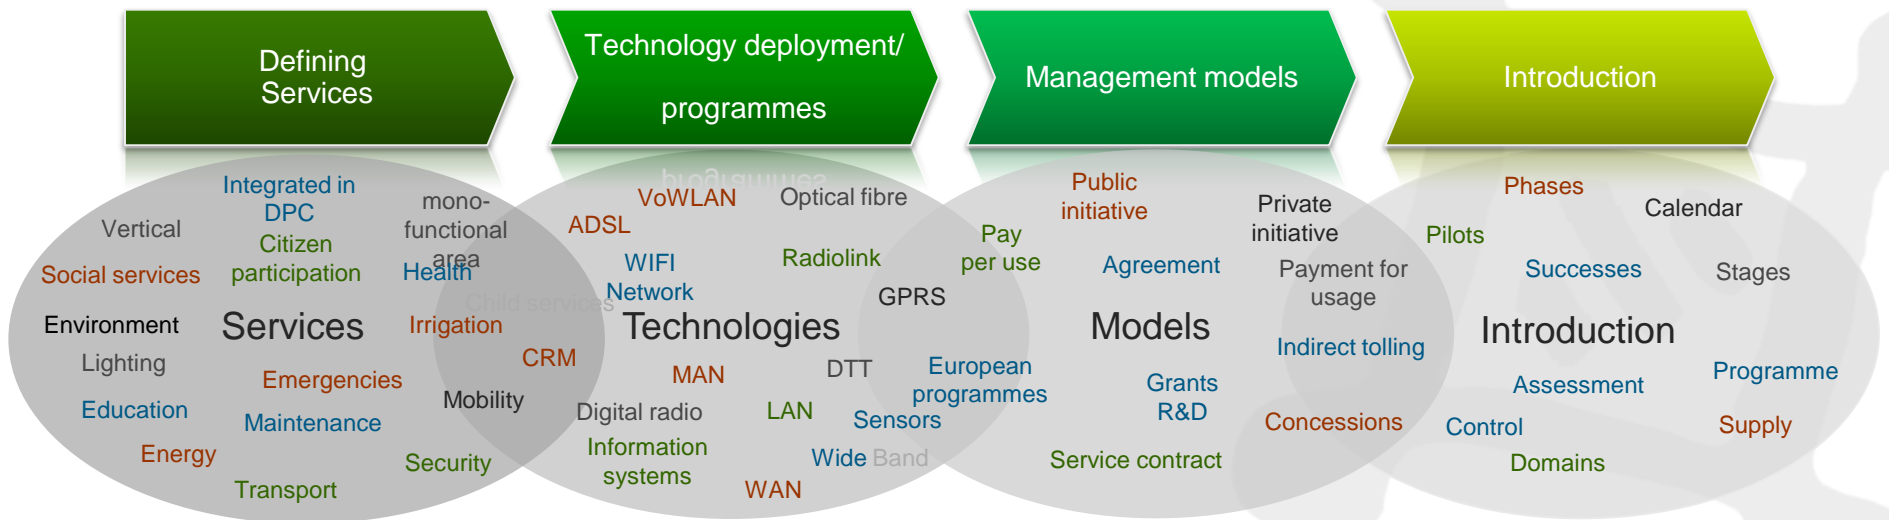 Defining
Services
Technology deployment/
programmes
Management models
Introduction
Integrated in
DPC
mono-
functional
area
Vertical
Citizen
participation
Social services
Health
Child services
Environment
Services
Irrigation
Lighting
CRM
Emergencies
Mobility
Education
Maintenance
Energy
Security
Transport
VoWLAN
Optical fibre
ADSL
WIFI
Network
Radiolink
GPRS
Technologies
MAN
DTT
European
programmes
Digital radio
LAN
Sensors
Information
systems
Wide Band
WAN
Public
initiative
Private
initiative
Pay
per use
Agreement
Payment for
usage
Models
Indirect tolling
Grants
R&D
Concessions
Service contract
Phases
Calendar
Pilots
Successes
Stages
Introduction
Programme
Assessment
Control
Supply
Domains